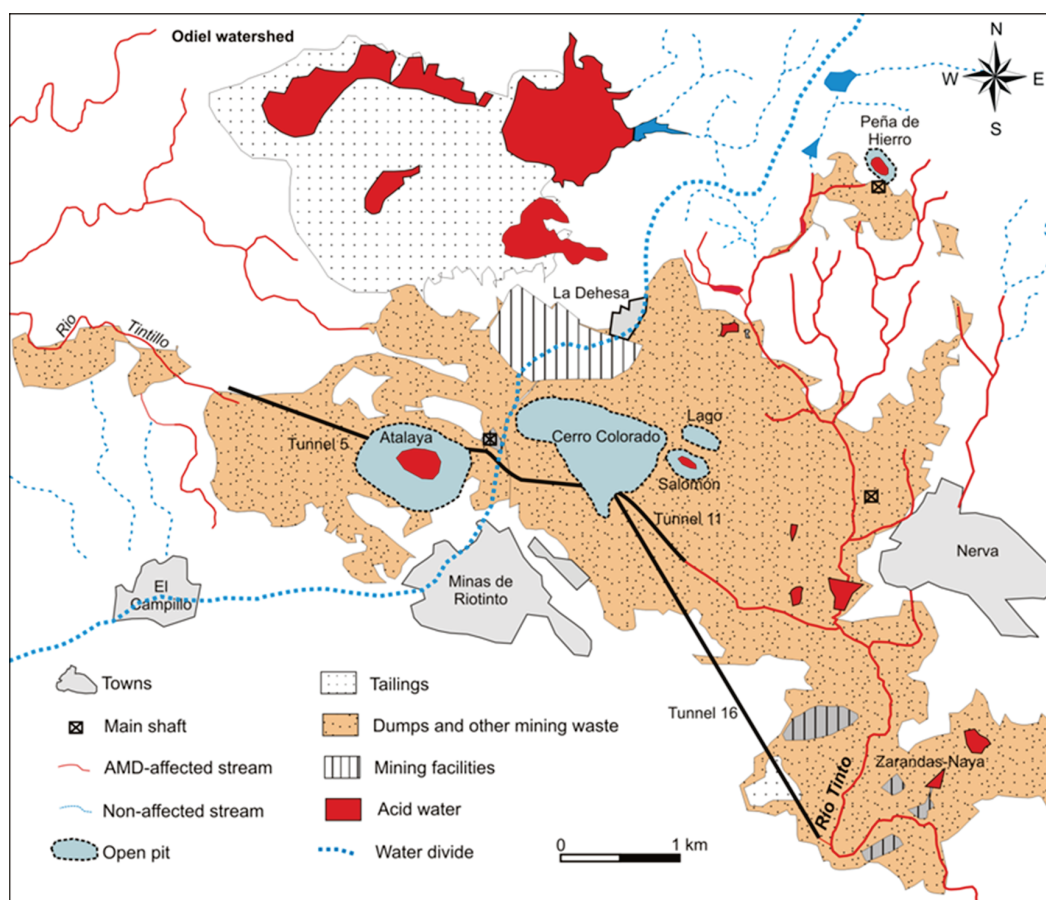 Odiel watershed
N
W
E
S
Peña de
Hierro
La Dehesa
Rio
Tintillo
Tunnel 5
Atalaya
Cerro Colorado
Lago
Salomón
Tunnel 11
Nerva
El
Campillo
Minas de
Riotinto
Tunnel 16
Zarandas-Naya
Rio Tinto
Towns
Main shaft
AMD-affected stream
Non-affected stream
Open pit
Tailings
Dumps and other mining waste
Mining facilities
Acid water
Water divide
0
1 km